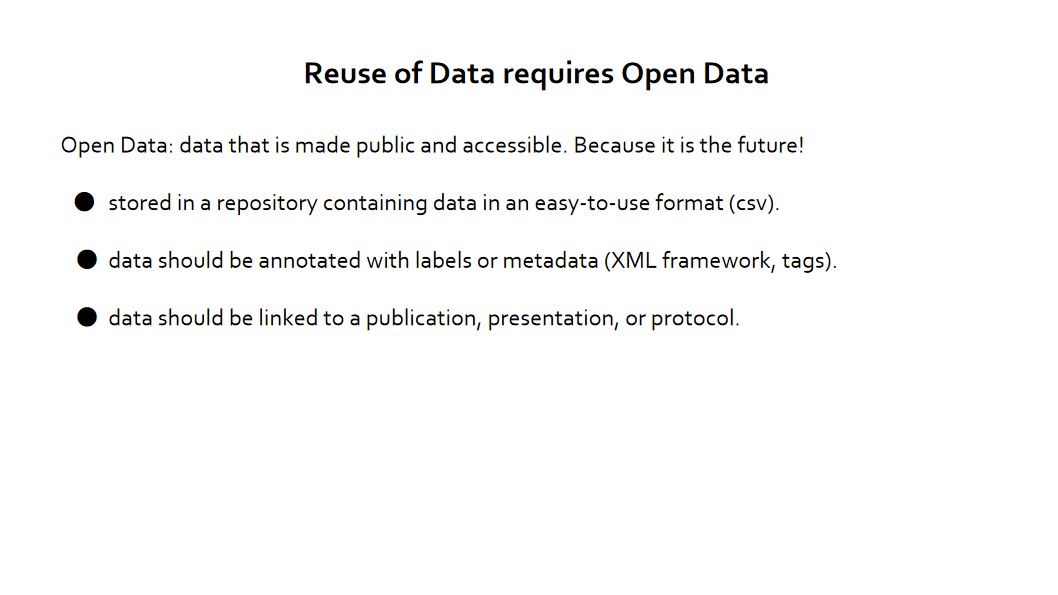 Reuse of Data requires Open Data
Open Data: data that is made public and accessible. Because it is the future!
● stored in a repository containing data in an easy-to-use format (csv).
● data should be annotated with labels or metadata (XML framework, tags).
● data should be linked to a publication, presentation, or protocol.